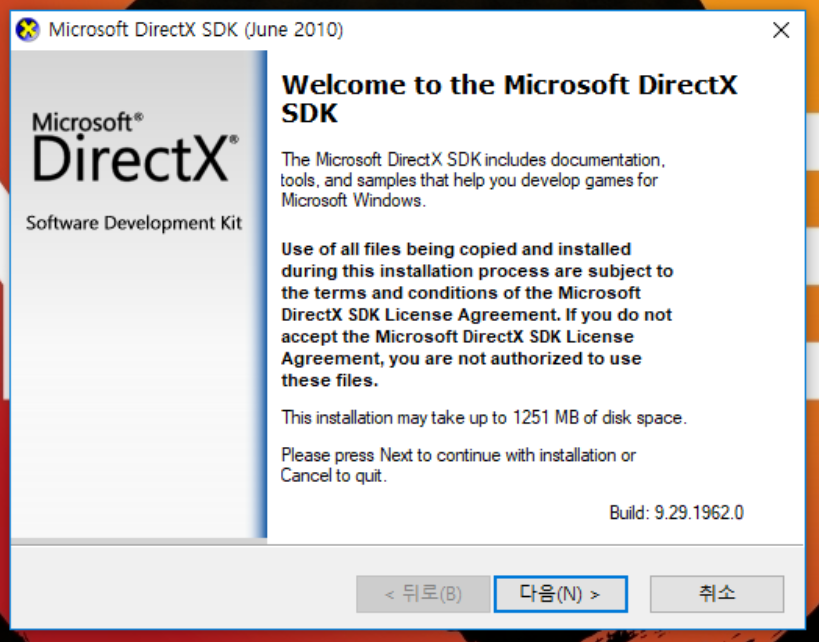 Microsoft DirectX SDK (June 2010)
Microsoft®
DirectX®
Software Development Kit
Welcome to the Microsoft DirectX
SDK
The Microsoft DirectX SDK includes documentation,
tools, and samples that help you develop games for
Microsoft Windows.
Use of all files being copied and installed
during this installation process are subject to
the terms and conditions of the Microsoft
DirectX SDK License Agreement. If you do not
accept the Microsoft DirectX SDK License
Agreement, you are not authorized to use
these files.
This installation may take up to 1251 MB of disk space.
Please press Next to continue with installation or
Cancel to quit.
Build: 9.29.1962.0
< 뒤로(B) 다음(N) > 취소